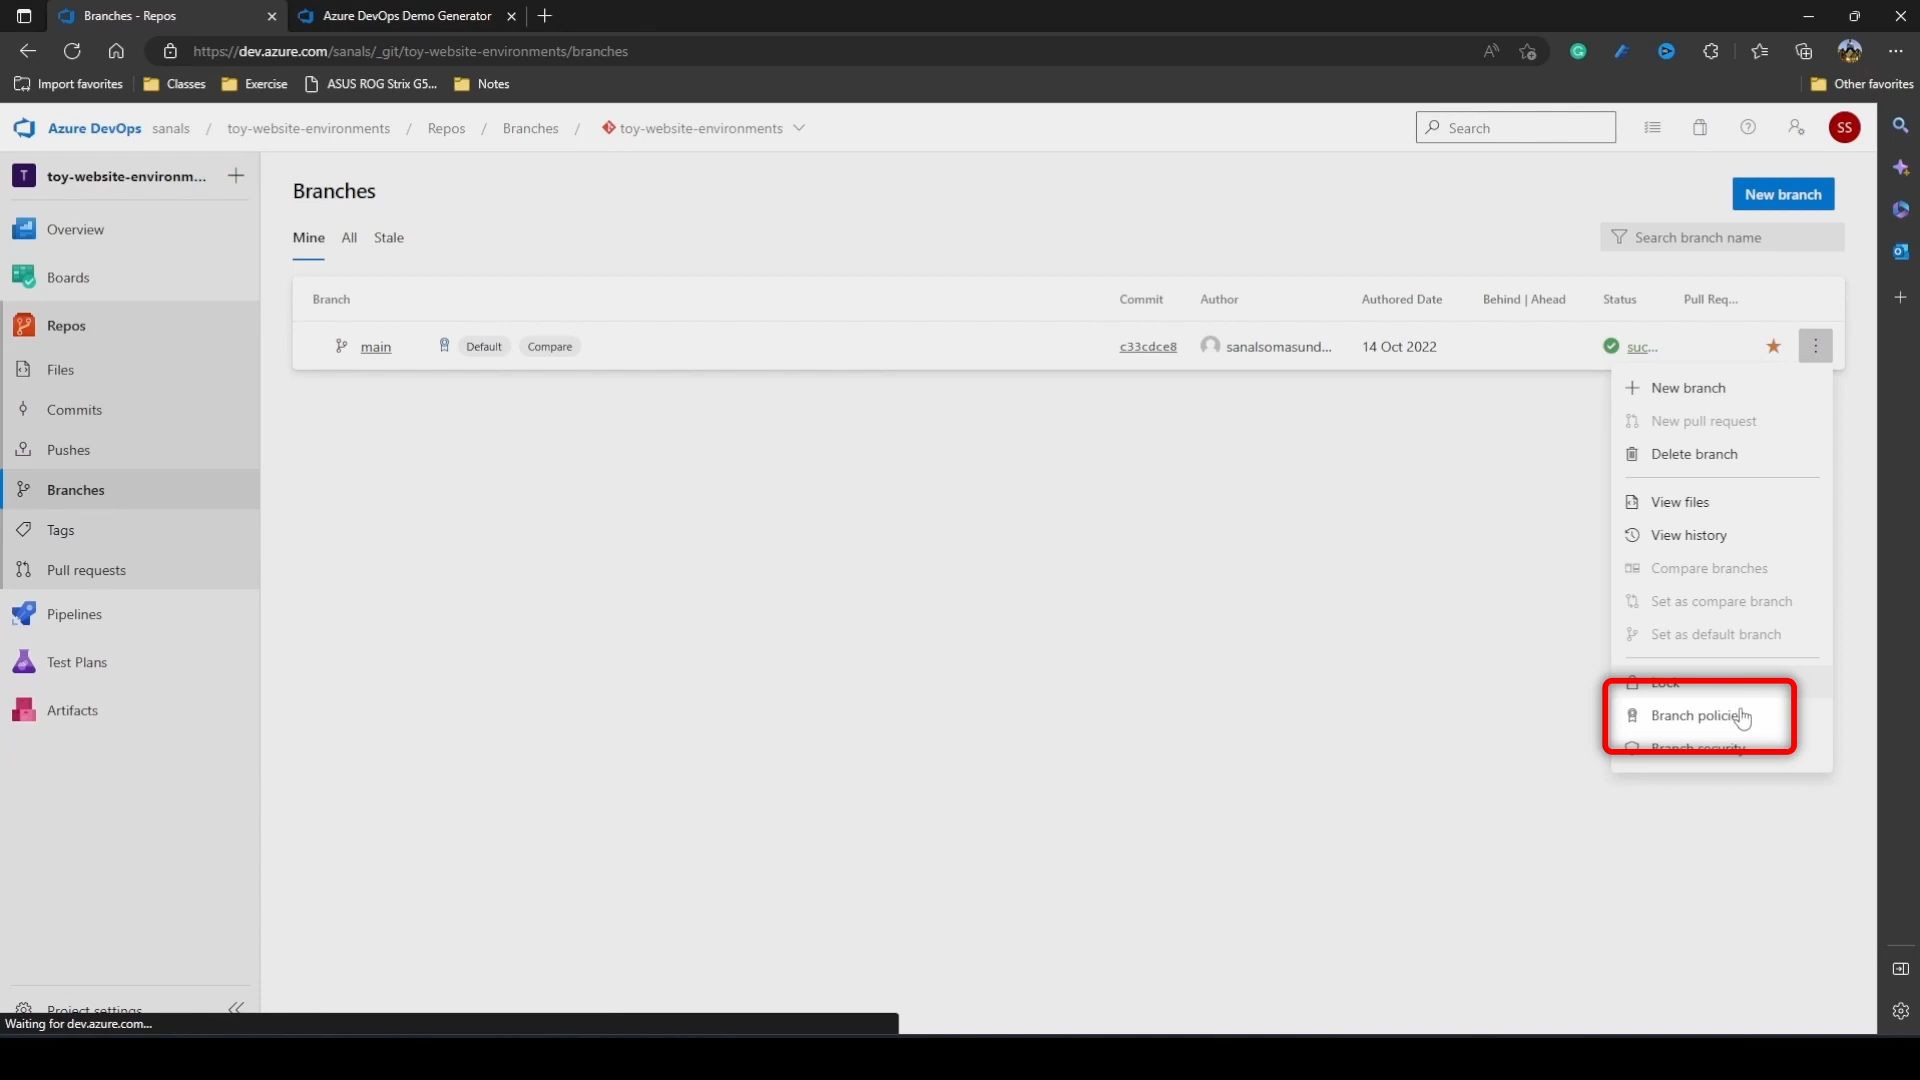 Branches - Repos
Azure DevOps Demo Generator
https://dev.azure.com/sanals/_git/toy-website-environments/branches
Import favorites
Classes
Exercise
ASUS ROG Strix G5...
Notes
Other favorites
Azure DevOps sanals / toy-website-environments / Repos / Branches / toy-website-environments
Search
SS
T toy-website-environm...
Overview
Boards
Repos
Files
Commits
Pushes
Branches
Tags
Pull requests
Pipelines
Test Plans
Artifacts
Project settings
Waiting for dev.azure.com...
Branches
New branch
Mine All Stale
Search branch name
Branch Commit Author Authored Date Behind | Ahead Status Pull Req...
main Default Compare c33cdce8 sanalsomasund... 14 Oct 2022 suc...
New branch
New pull request
Delete branch
View files
View history
Compare branches
Set as compare branch
Set as default branch
Lock
Branch policies
Branch security